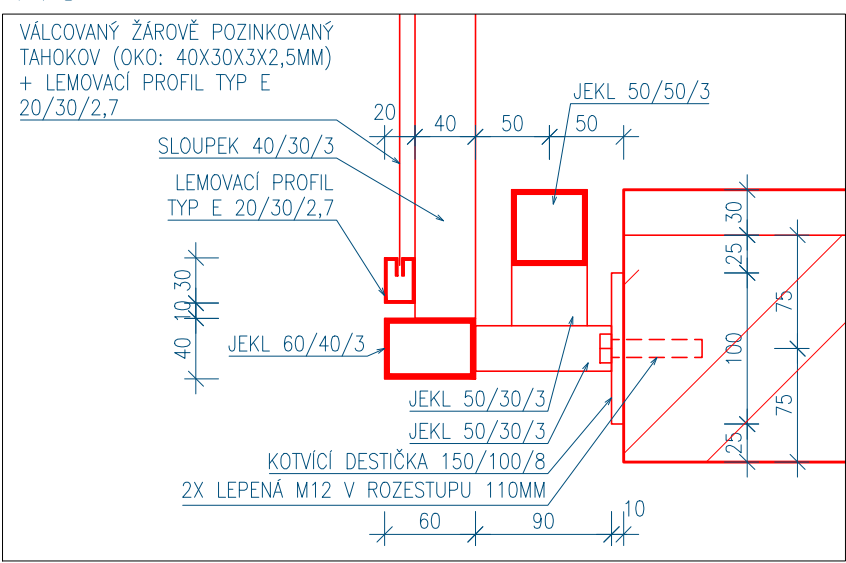 VÁLCOVANÝ ŽÁROVĚ POZINKOVANÝ
TAHOKOV (OKO: 40X30X3X2,5MM)
+ LEMOVACÍ PROFIL TYP E
20/30/2,7
JEKL 50/50/3
20
40
50
50
SLOUPEK 40/30/3
LEMOVACÍ PROFIL
TYP E 20/30/2,7
30
10
40
30
25
100
25
75
75
JEKL 60/40/3
JEKL 50/30/3
JEKL 50/30/3
KOTVÍCÍ DESTIČKA 150/100/8
2X LEPENÁ M12 V ROZESTUPU 110MM
60
90
10